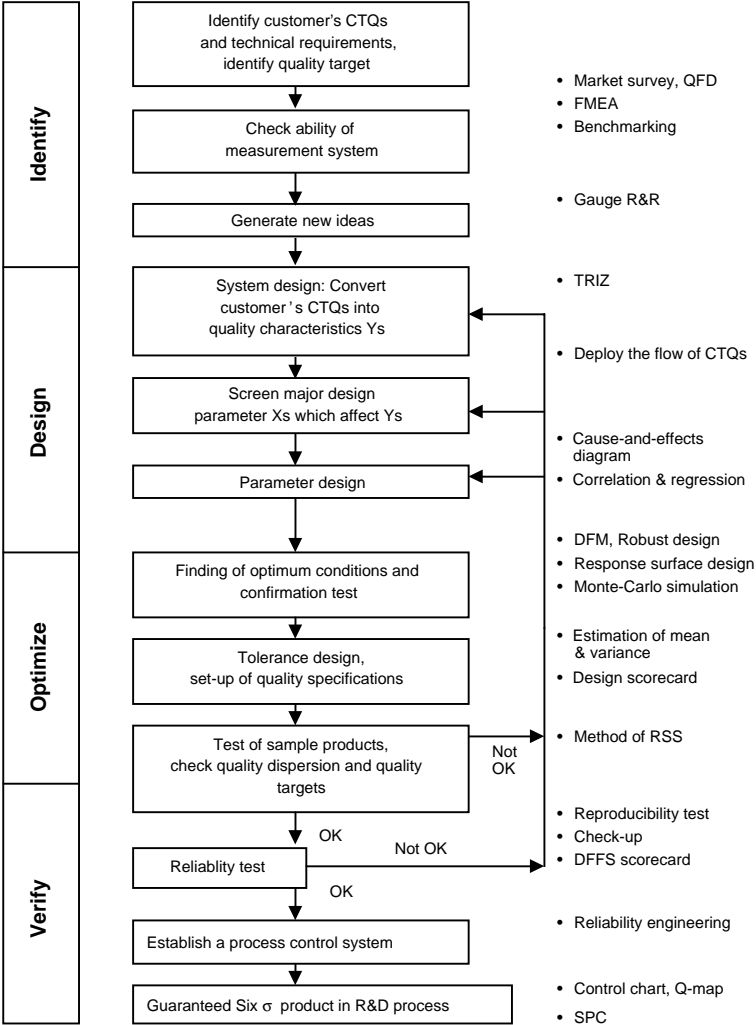 Identify
Identify customer's CTQs
and technical requirements,
identify quality target
Check ability of
measurement system
Generate new ideas
• Market survey, QFD
• FMEA
• Benchmarking
• Gauge R&R
Design
System design: Convert
customer's CTQs into
quality characteristics Ys
Screen major design
parameter Xs which affect Ys
Parameter design
• TRIZ
• Deploy the flow of CTQs
• Cause-and-effects
diagram
• Correlation & regression
• DFM, Robust design
• Response surface design
• Monte-Carlo simulation
Optimize
Finding of optimum conditions and
confirmation test
Tolerance design,
set-up of quality specifications
Test of sample products,
check quality dispersion and quality
targets
Not
OK
• Estimation of mean
& variance
• Design scorecard
• Method of RSS
Verify
OK
Reliablity test
Not OK
OK
Establish a process control system
Guaranteed Six σ product in R&D process
• Reproducibility test
• Check-up
• DFFS scorecard
• Reliability engineering
• Control chart, Q-map
• SPC